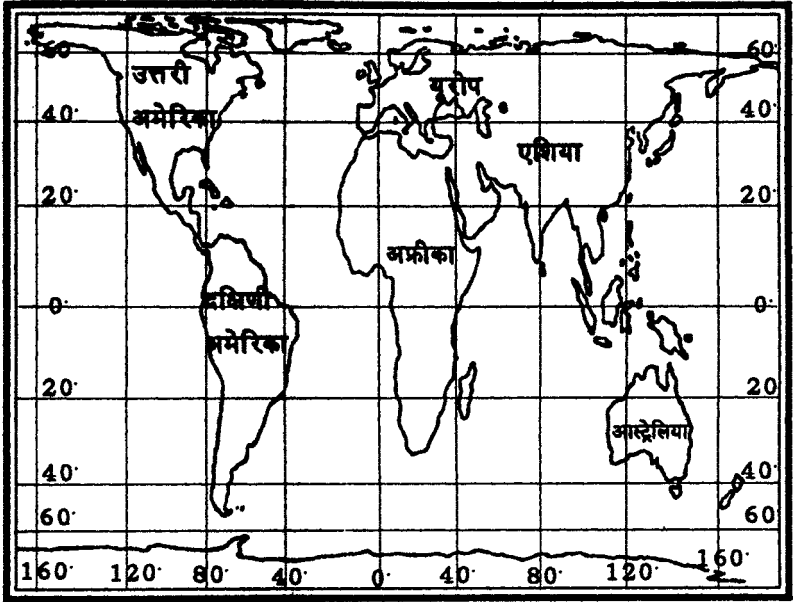 60·
60·
उत्तरी
यूरोप
अमेरिका
40·
40·
एशिया
20·
20·
अफ्रीका
दक्षिणी
0·
0·
अमेरिका
20·
20
आस्ट्रेलिया
40·
40·
60·
60
160·
160· 120· 80· 40· 0· 40· 80· 120·